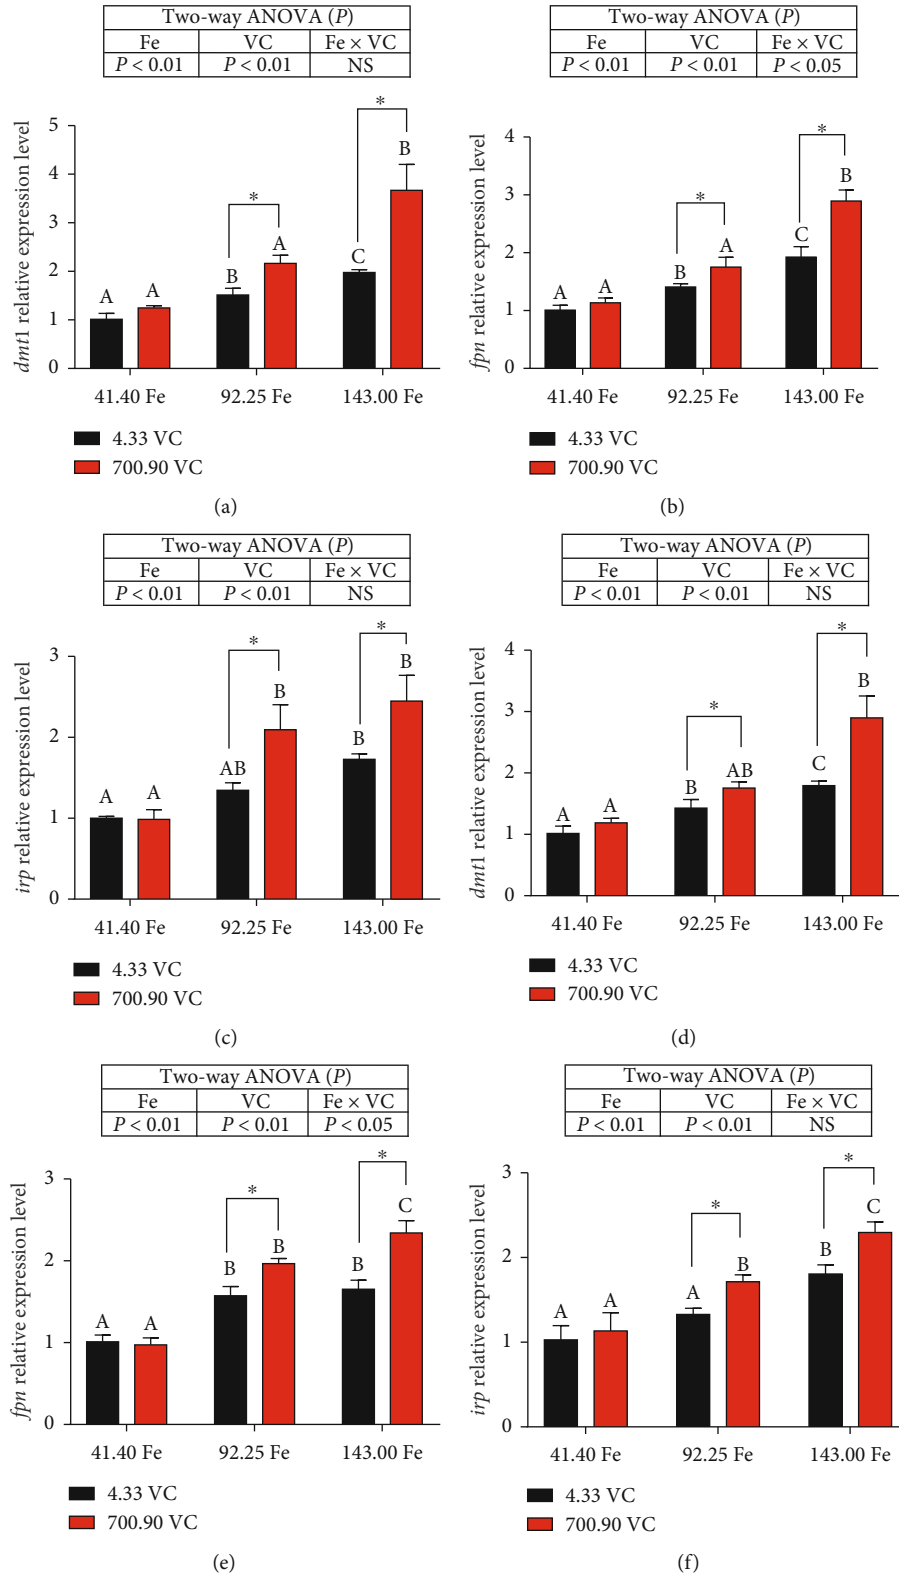 Two-way ANOVA (P)
Fe VC Fe × VC
P < 0.01 P < 0.01 NS
dmt1 relative expression level
5
4
3
2
1
0
A A B A C B
* *
41.40 Fe 92.25 Fe 143.00 Fe
4.33 VC
700.90 VC
(a)
Two-way ANOVA (P)
Fe VC Fe × VC
P < 0.01 P < 0.01 P < 0.05
fpn relative expression level
4
3
2
1
0
A A B A C B
* *
41.40 Fe 92.25 Fe 143.00 Fe
4.33 VC
700.90 VC
(b)
Two-way ANOVA (P)
Fe VC Fe × VC
P < 0.01 P < 0.01 NS
irp relative expression level
3
2
1
0
A A AB B B B
* *
41.40 Fe 92.25 Fe 143.00 Fe
4.33 VC
700.90 VC
(c)
Two-way ANOVA (P)
Fe VC Fe × VC
P < 0.01 P < 0.01 NS
dmt1 relative expression level
4
3
2
1
0
A A B AB C B
* *
41.40 Fe 92.25 Fe 143.00 Fe
4.33 VC
700.90 VC
(d)
Two-way ANOVA (P)
Fe VC Fe × VC
P < 0.01 P < 0.01 P < 0.05
fpn relative expression level
3
2
1
0
A A B B B C
* *
41.40 Fe 92.25 Fe 143.00 Fe
4.33 VC
700.90 VC
(e)
Two-way ANOVA (P)
Fe VC Fe × VC
P < 0.01 P < 0.01 NS
irp relative expression level
3
2
1
0
A A A B B C
* *
41.40 Fe 92.25 Fe 143.00 Fe
4.33 VC
700.90 VC
(f)